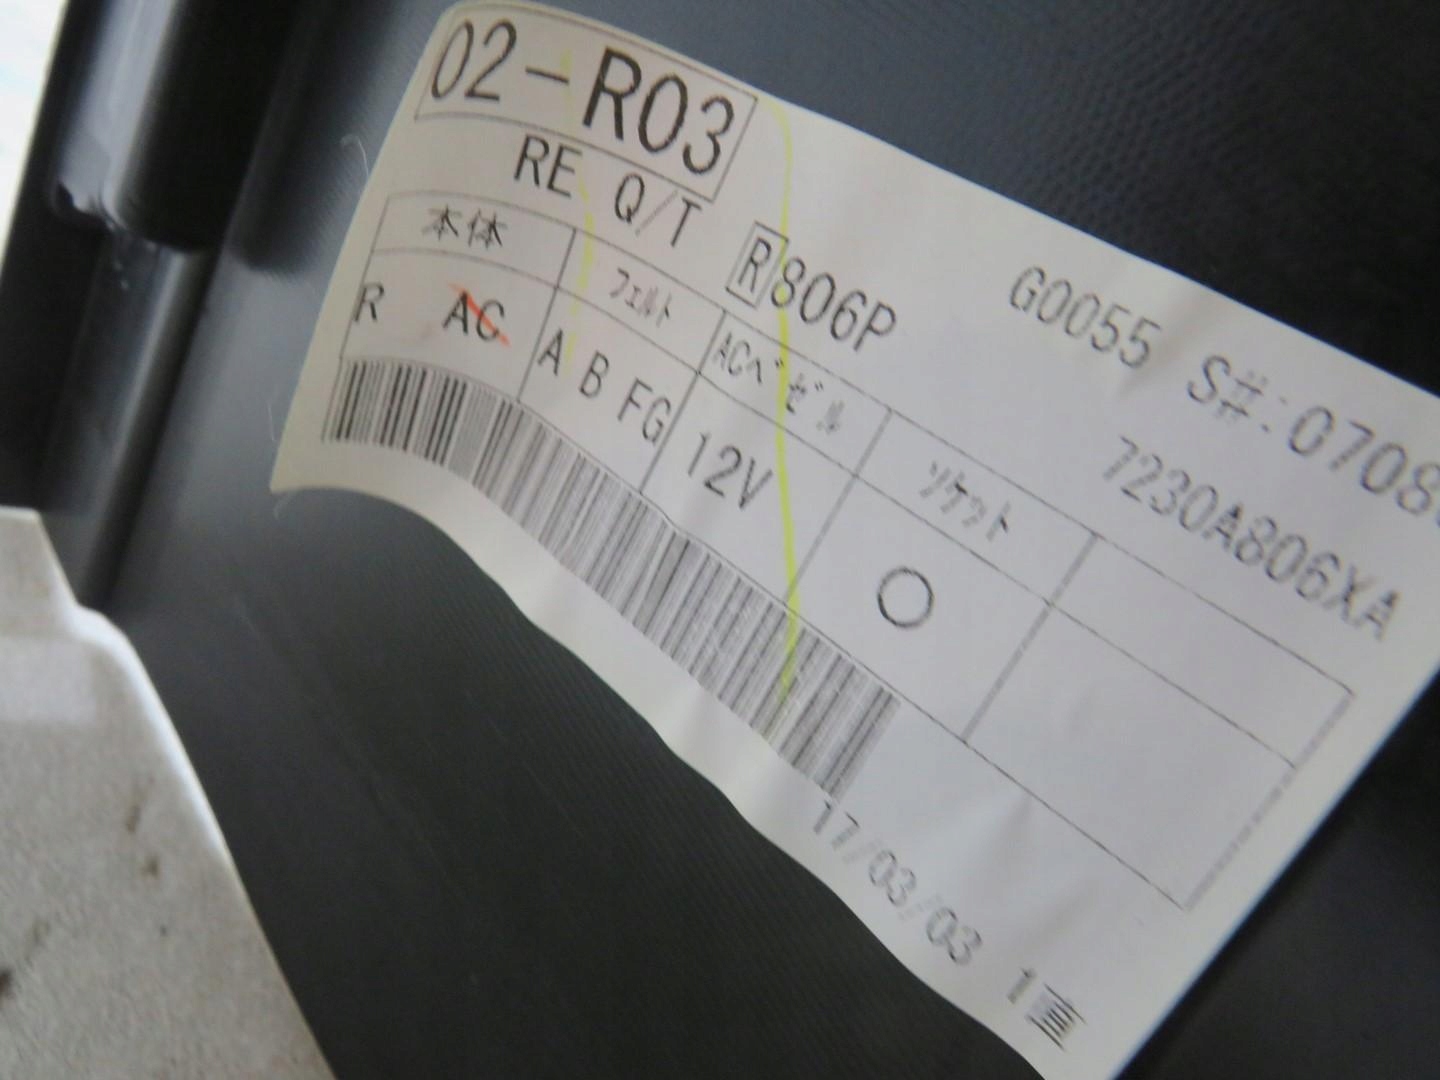 02-R03
RE Q/T R 806P G0055 S#:0708
7230A806XA
本体 フェルト ACベゼル ソケット
R AC A B FG 12V ○
17/03/03 1直